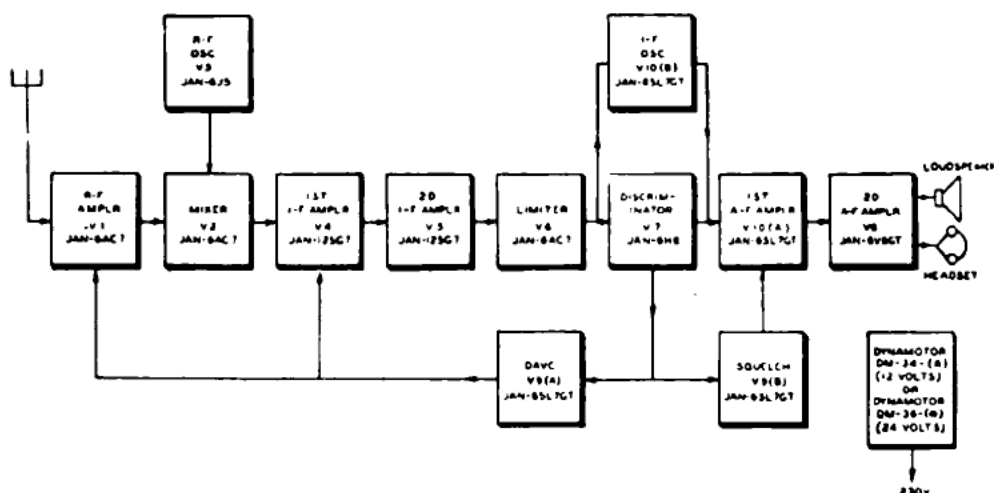 R-F
OSC
V3
JAN-6J5
I-F
OSC
V10(B)
JAN-6SL7GT
R-F
AMPLR
V1
JAN-6AC7
MIXER
V2
JAN-6AC7
1ST
I-F AMPLR
V4
JAN-12SG7
2D
I-F AMPLR
V5
JAN-12SG7
LIMITER
V6
JAN-6AC7
DISCRIM-
INATOR
V7
JAN-6H6
1ST
A-F AMPLR
V10(A)
JAN-6SL7GT
2D
A-F AMPLR
V8
JAN-6V6GT
LOUDSPEAKER
HEADSET
DAVC
V9(A)
JAN-6SL7GT
SQUELCH
V9(B)
JAN-6SL7GT
DYNAMOTOR
DM-34-(A)
(12 VOLTS)
OR
DYNAMOTOR
(24 VOLTS)
230V